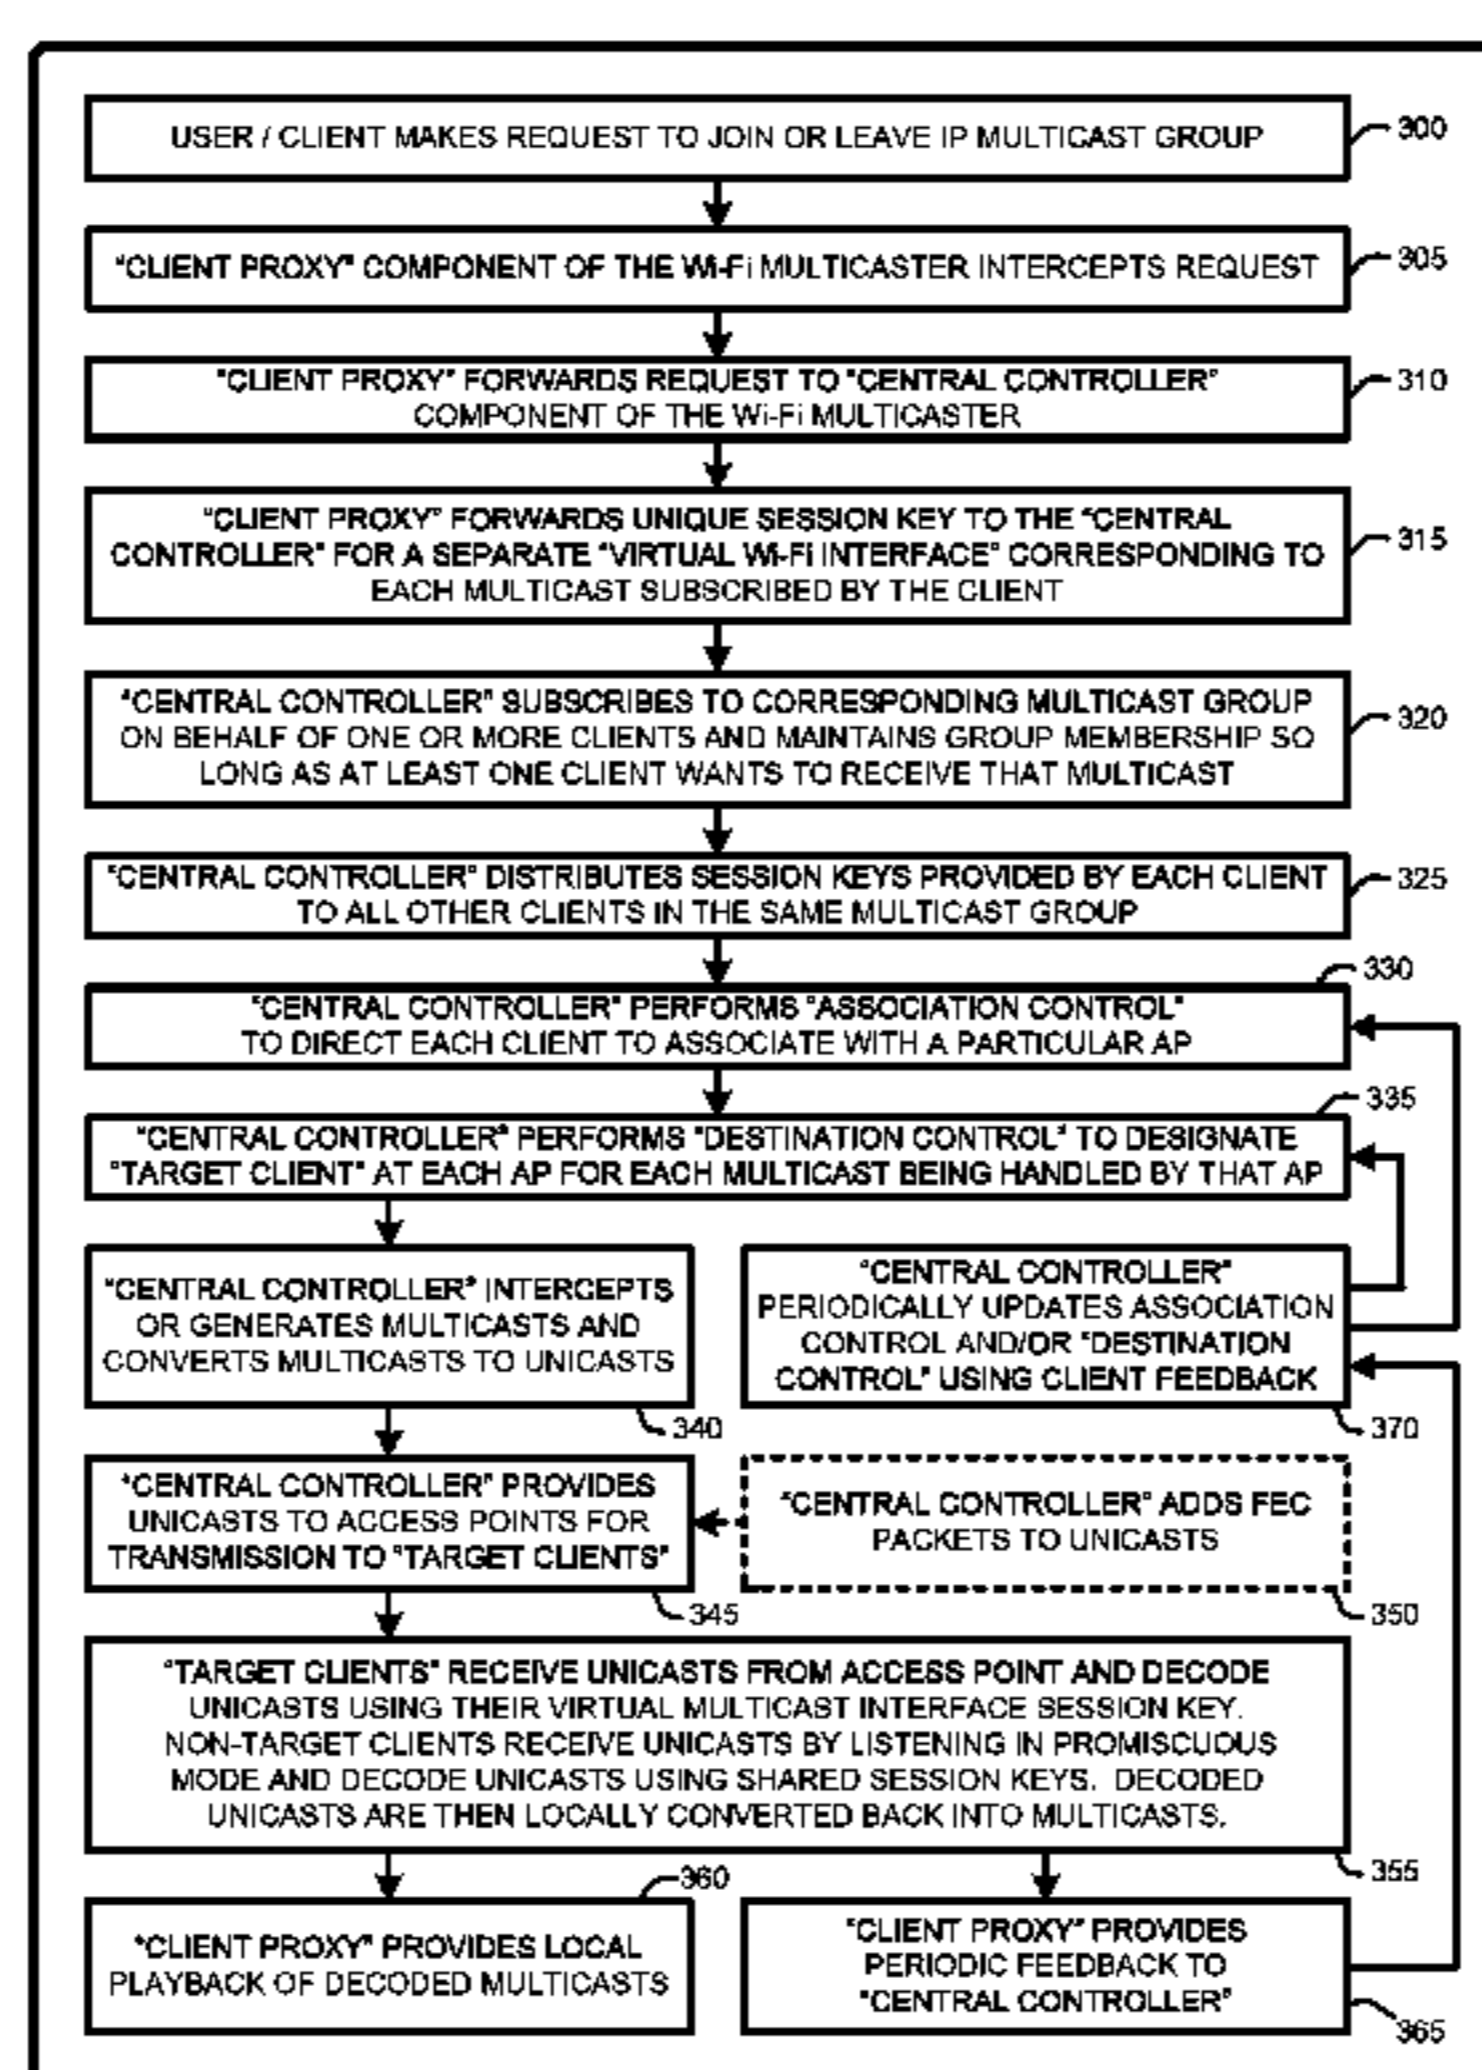 USER / CLIENT MAKES REQUEST TO JOIN OR LEAVE IP MULTICAST GROUP
300
"CLIENT PROXY" COMPONENT OF THE Wi-Fi MULTICASTER INTERCEPTS REQUEST
305
"CLIENT PROXY" FORWARDS REQUEST TO "CENTRAL CONTROLLER"
COMPONENT OF THE Wi-Fi MULTICASTER
310
"CLIENT PROXY" FORWARDS UNIQUE SESSION KEY TO THE "CENTRAL
CONTROLLER" FOR A SEPARATE "VIRTUAL Wi-Fi INTERFACE" CORRESPONDING TO
EACH MULTICAST SUBSCRIBED BY THE CLIENT
315
"CENTRAL CONTROLLER" SUBSCRIBES TO CORRESPONDING MULTICAST GROUP
ON BEHALF OF ONE OR MORE CLIENTS AND MAINTAINS GROUP MEMBERSHIP SO
LONG AS AT LEAST ONE CLIENT WANTS TO RECEIVE THAT MULTICAST
320
"CENTRAL CONTROLLER" DISTRIBUTES SESSION KEYS PROVIDED BY EACH CLIENT
TO ALL OTHER CLIENTS IN THE SAME MULTICAST GROUP
325
330
"CENTRAL CONTROLLER" PERFORMS "ASSOCIATION CONTROL"
TO DIRECT EACH CLIENT TO ASSOCIATE WITH A PARTICULAR AP
335
"CENTRAL CONTROLLER" PERFORMS "DESTINATION CONTROL" TO DESIGNATE
"TARGET CLIENT" AT EACH AP FOR EACH MULTICAST BEING HANDLED BY THAT AP
"CENTRAL CONTROLLER" INTERCEPTS
OR GENERATES MULTICASTS AND
CONVERTS MULTICASTS TO UNICASTS
340
"CENTRAL CONTROLLER"
PERIODICALLY UPDATES ASSOCIATION
CONTROL AND/OR "DESTINATION
CONTROL" USING CLIENT FEEDBACK
370
"CENTRAL CONTROLLER" PROVIDES
UNICASTS TO ACCESS POINTS FOR
TRANSMISSION TO "TARGET CLIENTS"
345
"CENTRAL CONTROLLER" ADDS FEC
PACKETS TO UNICASTS
350
"TARGET CLIENTS" RECEIVE UNICASTS FROM ACCESS POINT AND DECODE
UNICASTS USING THEIR VIRTUAL MULTICAST INTERFACE SESSION KEY.
NON-TARGET CLIENTS RECEIVE UNICASTS BY LISTENING IN PROMISCUOUS
MODE AND DECODE UNICASTS USING SHARED SESSION KEYS. DECODED
UNICASTS ARE THEN LOCALLY CONVERTED BACK INTO MULTICASTS.
355
360
"CLIENT PROXY" PROVIDES LOCAL
PLAYBACK OF DECODED MULTICASTS
"CLIENT PROXY" PROVIDES
PERIODIC FEEDBACK TO
"CENTRAL CONTROLLER"
365